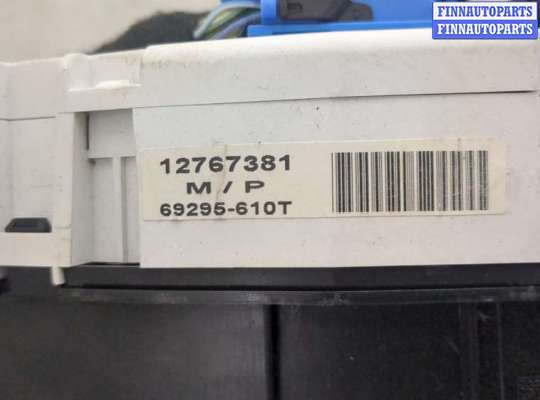 FINNAUTOPARTS
FINNAUTOPARTS
12767381
M / P
69295-610T